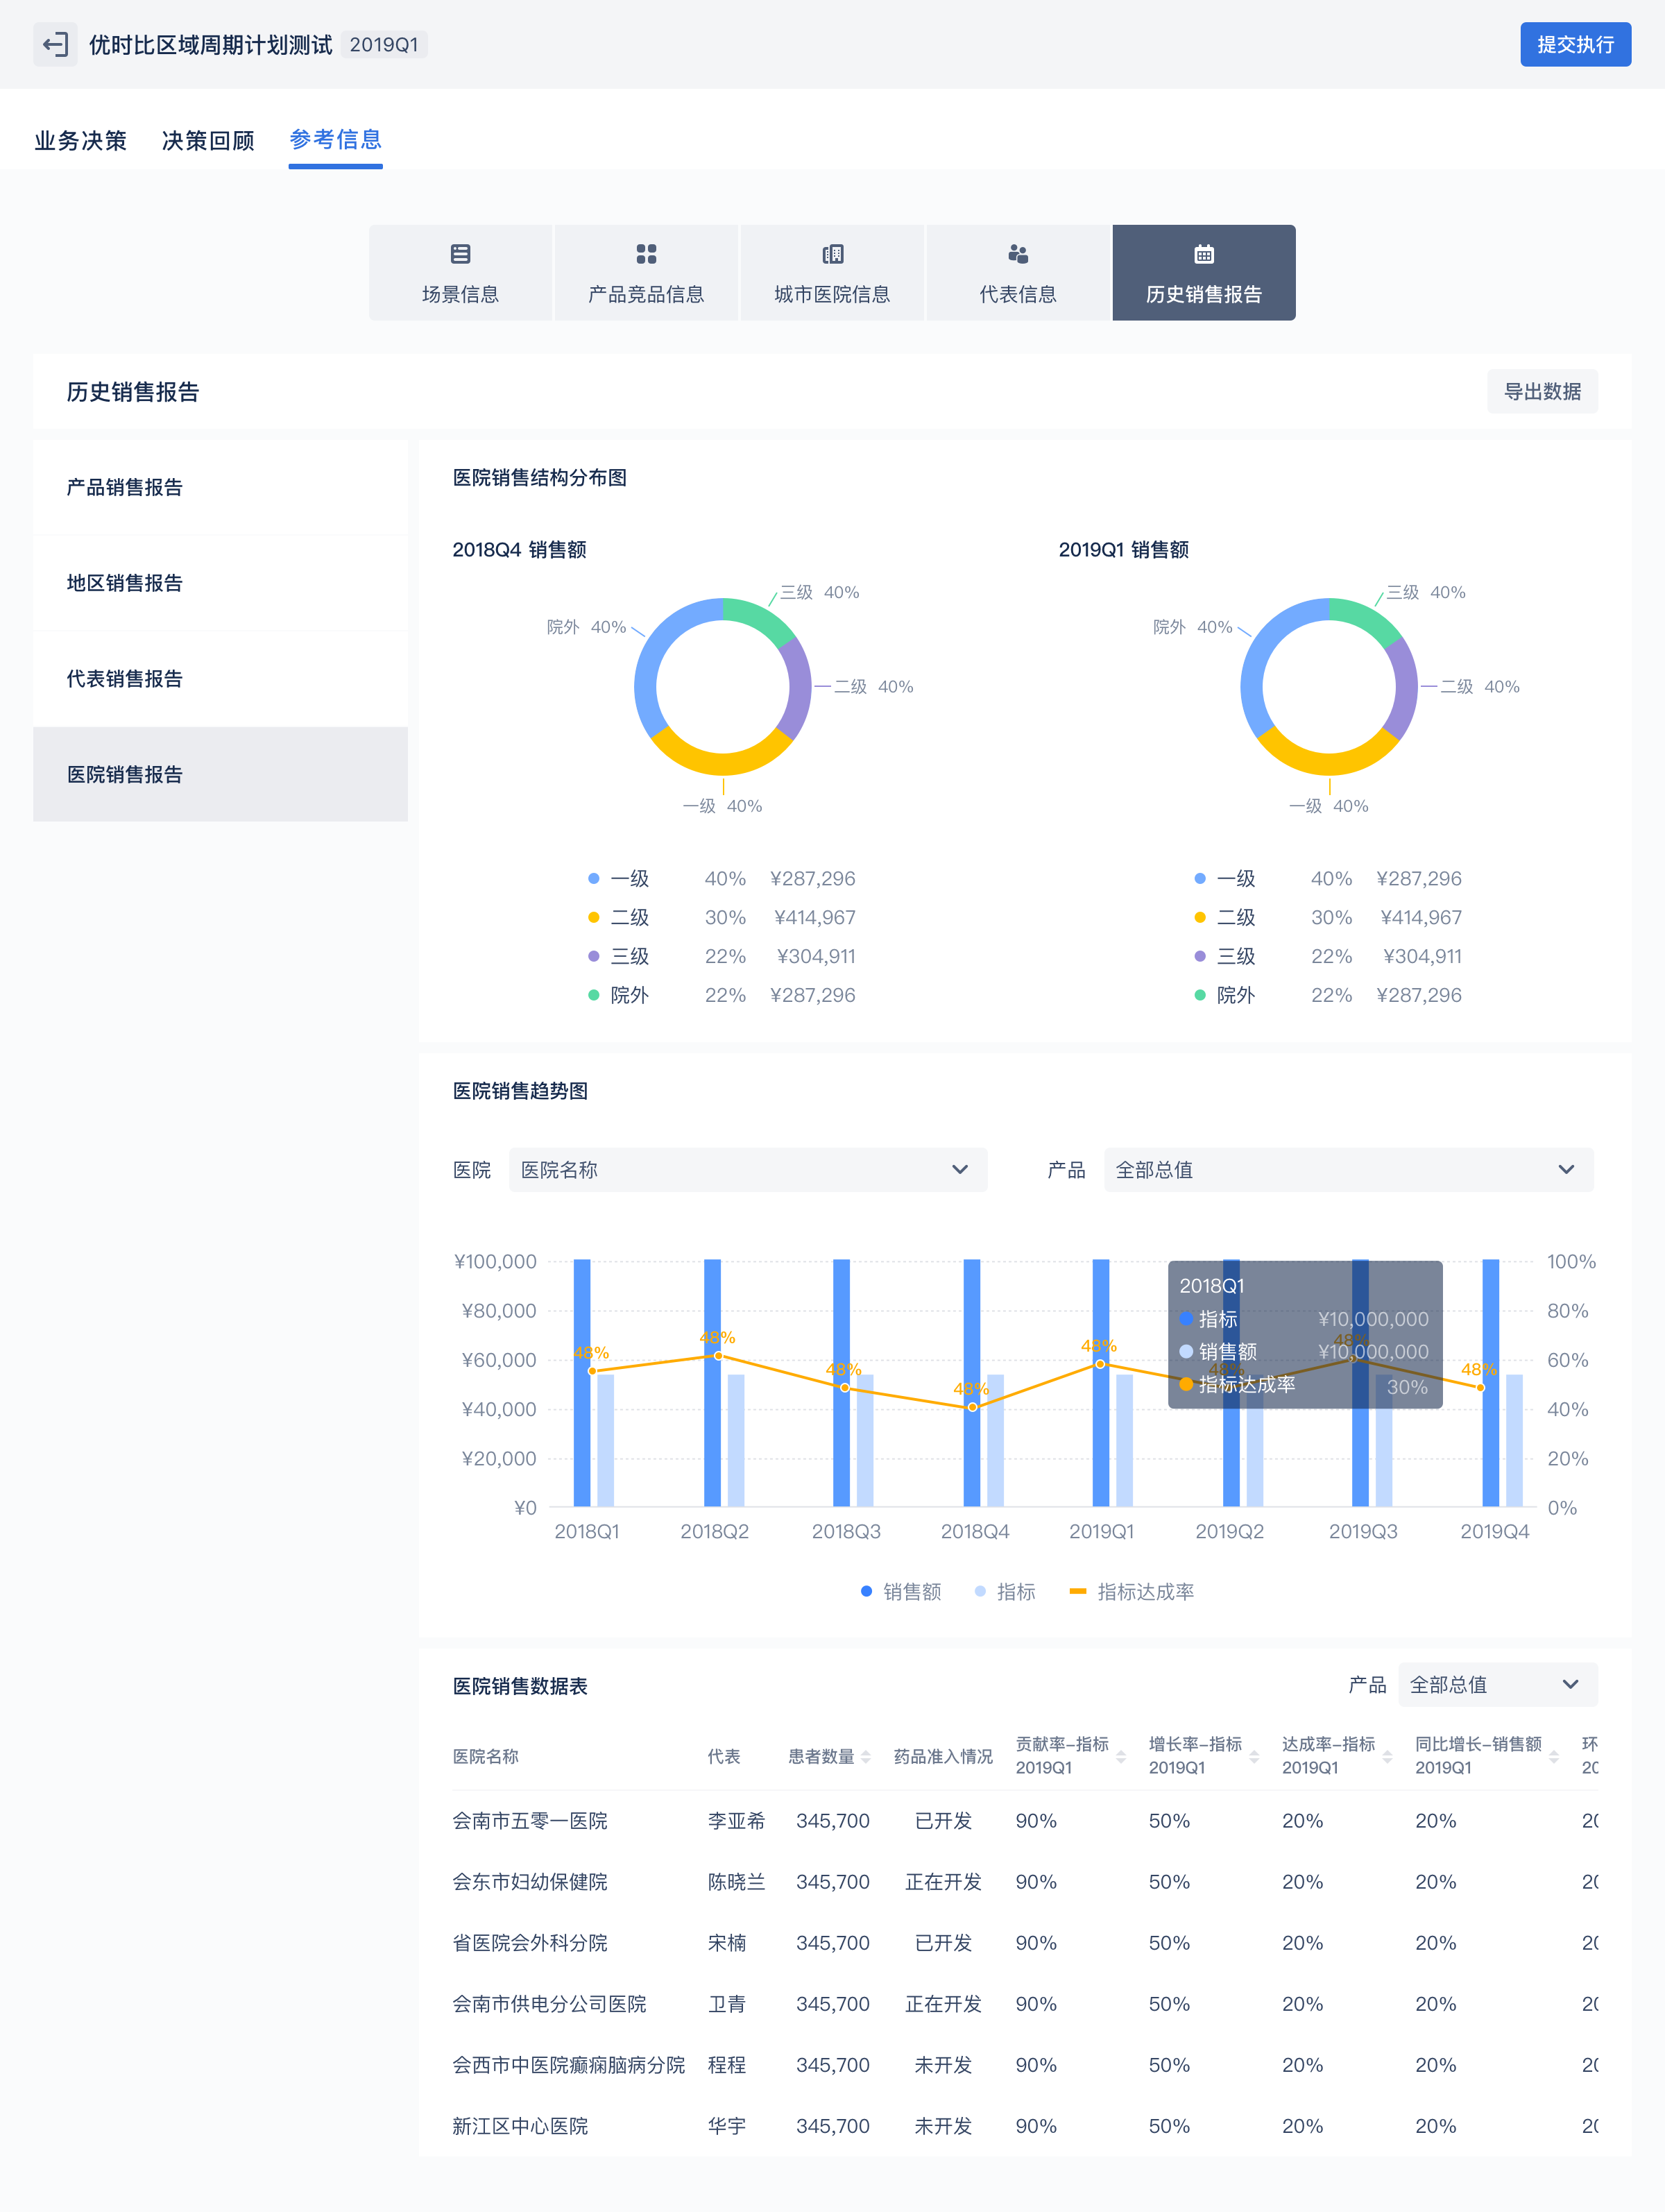 优时比区域周期计划测试 2019Q1 提交执行
业务决策 决策回顾 参考信息
场景信息 产品竞品信息 城市医院信息 代表信息 历史销售报告
历史销售报告 导出数据
产品销售报告
地区销售报告
代表销售报告
医院销售报告
医院销售结构分布图
2018Q4 销售额
三级 40%
院外 40%
二级 40%
一级 40%
一级 40% ¥287,296
二级 30% ¥414,967
三级 22% ¥304,911
院外 22% ¥287,296
2019Q1 销售额
三级 40%
院外 40%
二级 40%
一级 40%
一级 40% ¥287,296
二级 30% ¥414,967
三级 22% ¥304,911
院外 22% ¥287,296
医院销售趋势图
医院 医院名称 产品 全部总值
¥100,000 100%
¥80,000 80%
¥60,000 60%
¥40,000 40%
¥20,000 20%
¥0 0%
48% 48% 48% 48% 48% 48% 48% 48%
2018Q1
指标 ¥10,000,000
销售额 ¥10,000,000
指标达成率 30%
2018Q1 2018Q2 2018Q3 2018Q4 2019Q1 2019Q2 2019Q3 2019Q4
销售额 指标 指标达成率
医院销售数据表 产品 全部总值
医院名称 代表 患者数量 药品准入情况 贡献率-指标 2019Q1 增长率-指标 2019Q1 达成率-指标 2019Q1 同比增长-销售额 2019Q1 环 20
会南市五零一医院 李亚希 345,700 已开发 90% 50% 20% 20% 20
会东市妇幼保健院 陈晓兰 345,700 正在开发 90% 50% 20% 20% 20
省医院会外科分院 宋楠 345,700 已开发 90% 50% 20% 20% 20
会南市供电分公司医院 卫青 345,700 正在开发 90% 50% 20% 20% 20
会西市中医院癫痫脑病分院 程程 345,700 未开发 90% 50% 20% 20% 20
新江区中心医院 华宇 345,700 未开发 90% 50% 20% 20% 20